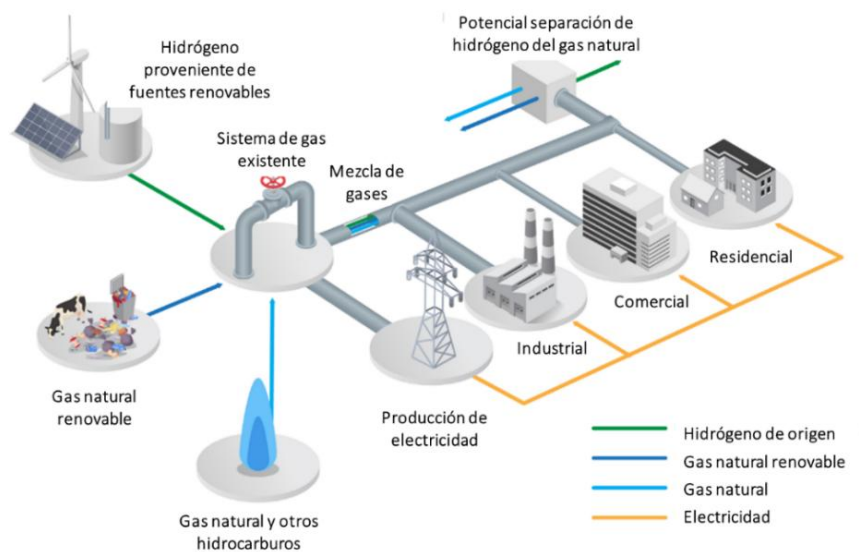 Potencial separación de
hidrógeno del gas natural
Hidrógeno
proveniente de
fuentes renovables
Sistema de gas
existente
Mezcla de
gases
Residencial
Comercial
Industrial
Gas natural
renovable
Producción de
electricidad
Gas natural y otros
hidrocarburos
Hidrógeno de origen
Gas natural renovable
Gas natural
Electricidad